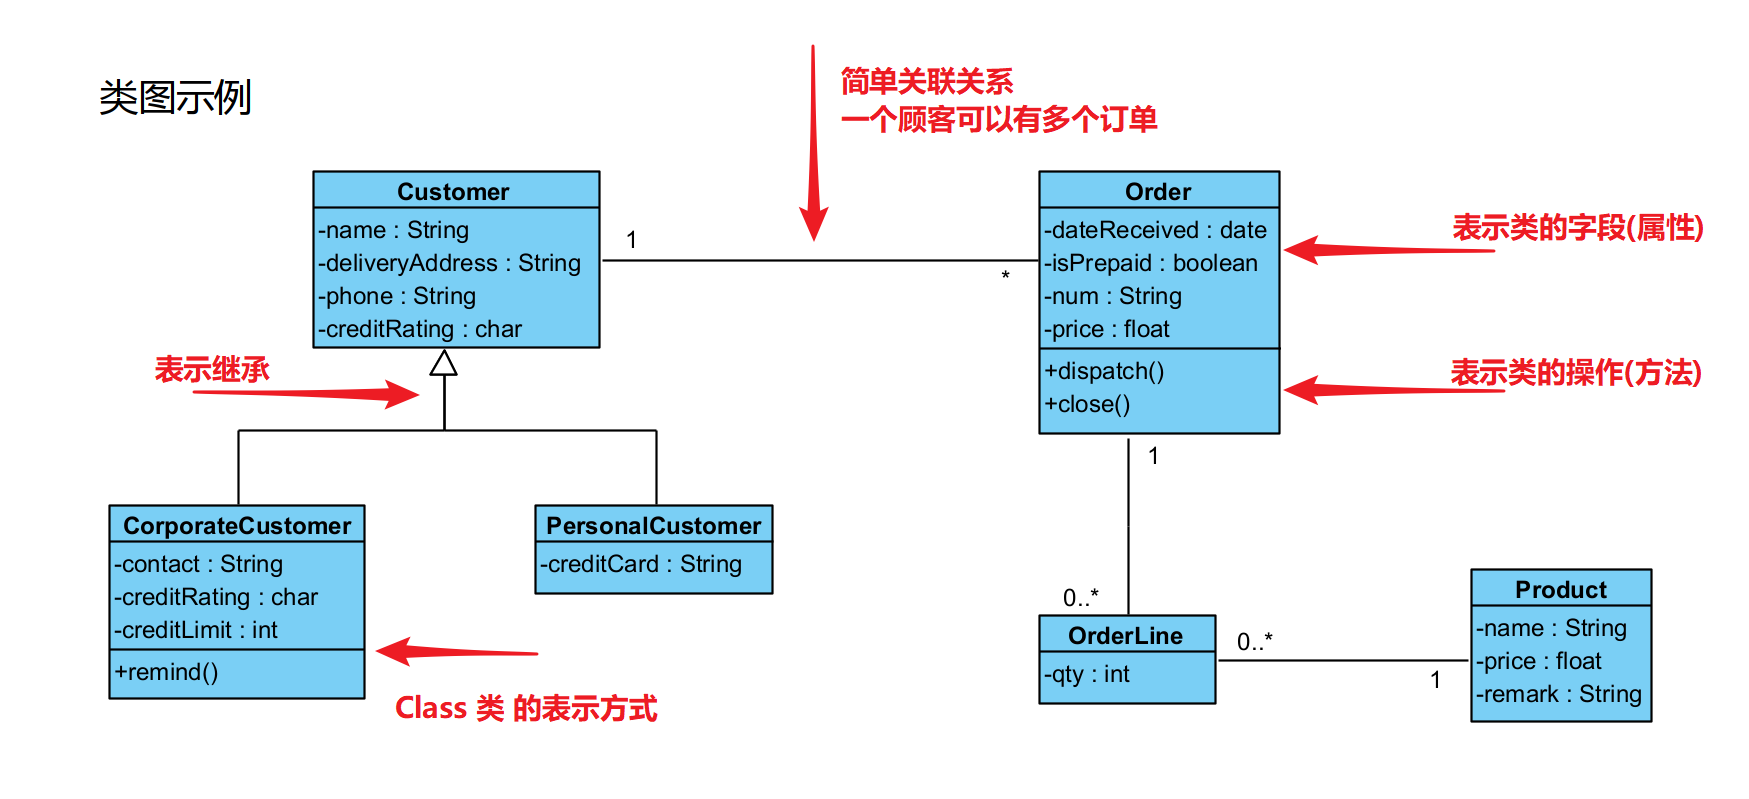 类图示例
简单关联关系
一个顾客可以有多个订单
Customer
-name : String
-deliveryAddress : String
-phone : String
-creditRating : char
1
*
Order
-dateReceived : date
-isPrepaid : boolean
-num : String
-price : float
+dispatch()
+close()
表示类的字段(属性)
表示类的操作(方法)
表示继承
CorporateCustomer
-contact : String
-creditRating : char
-creditLimit : int
+remind()
PersonalCustomer
-creditCard : String
Class 类 的表示方式
1
0..*
OrderLine
-qty : int
0..*
1
Product
-name : String
-price : float
-remark : String